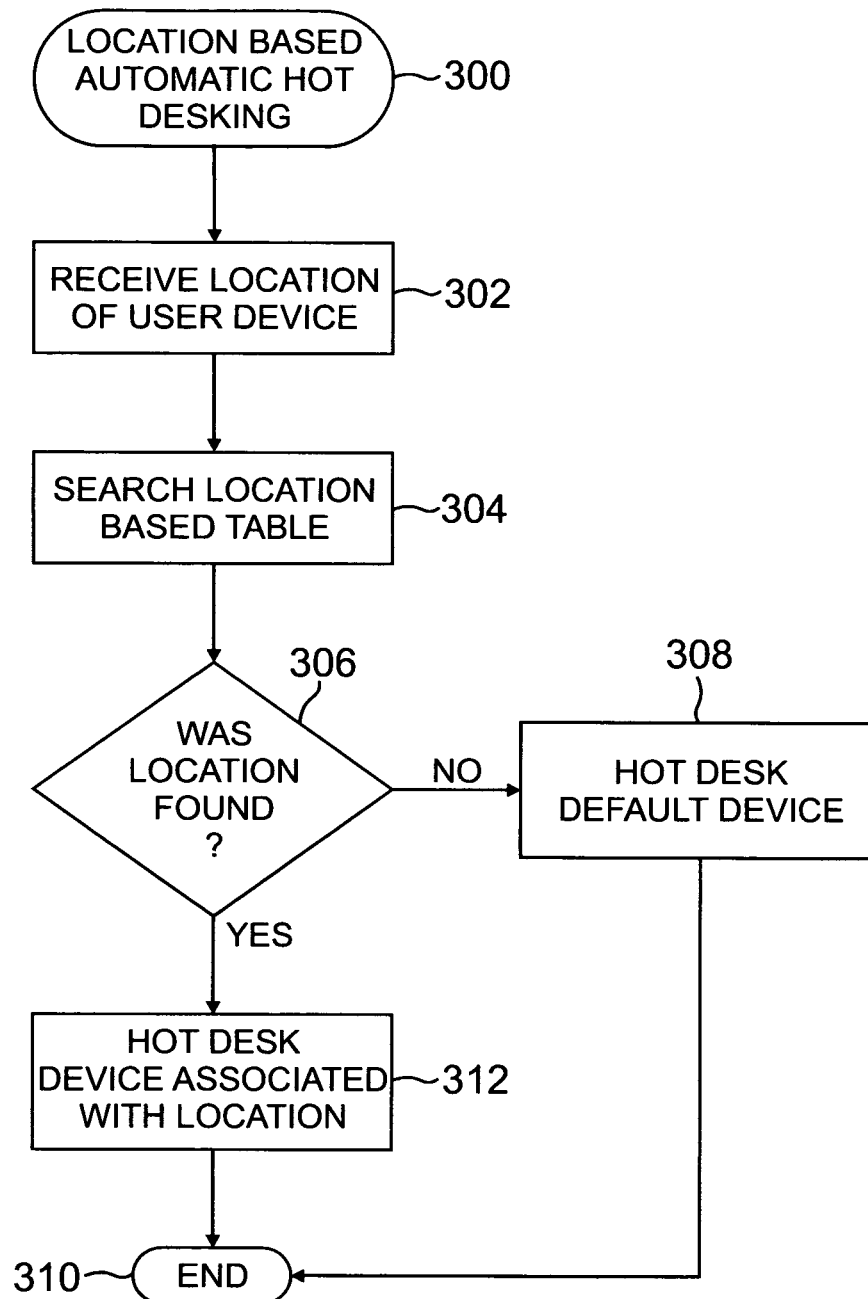 LOCATION BASED
AUTOMATIC HOT
DESKING
300
RECEIVE LOCATION
OF USER DEVICE
302
SEARCH LOCATION
BASED TABLE
304
306
WAS
LOCATION
FOUND
?
NO
308
HOT DESK
DEFAULT DEVICE
YES
HOT DESK
DEVICE ASSOCIATED
WITH LOCATION
312
310
END